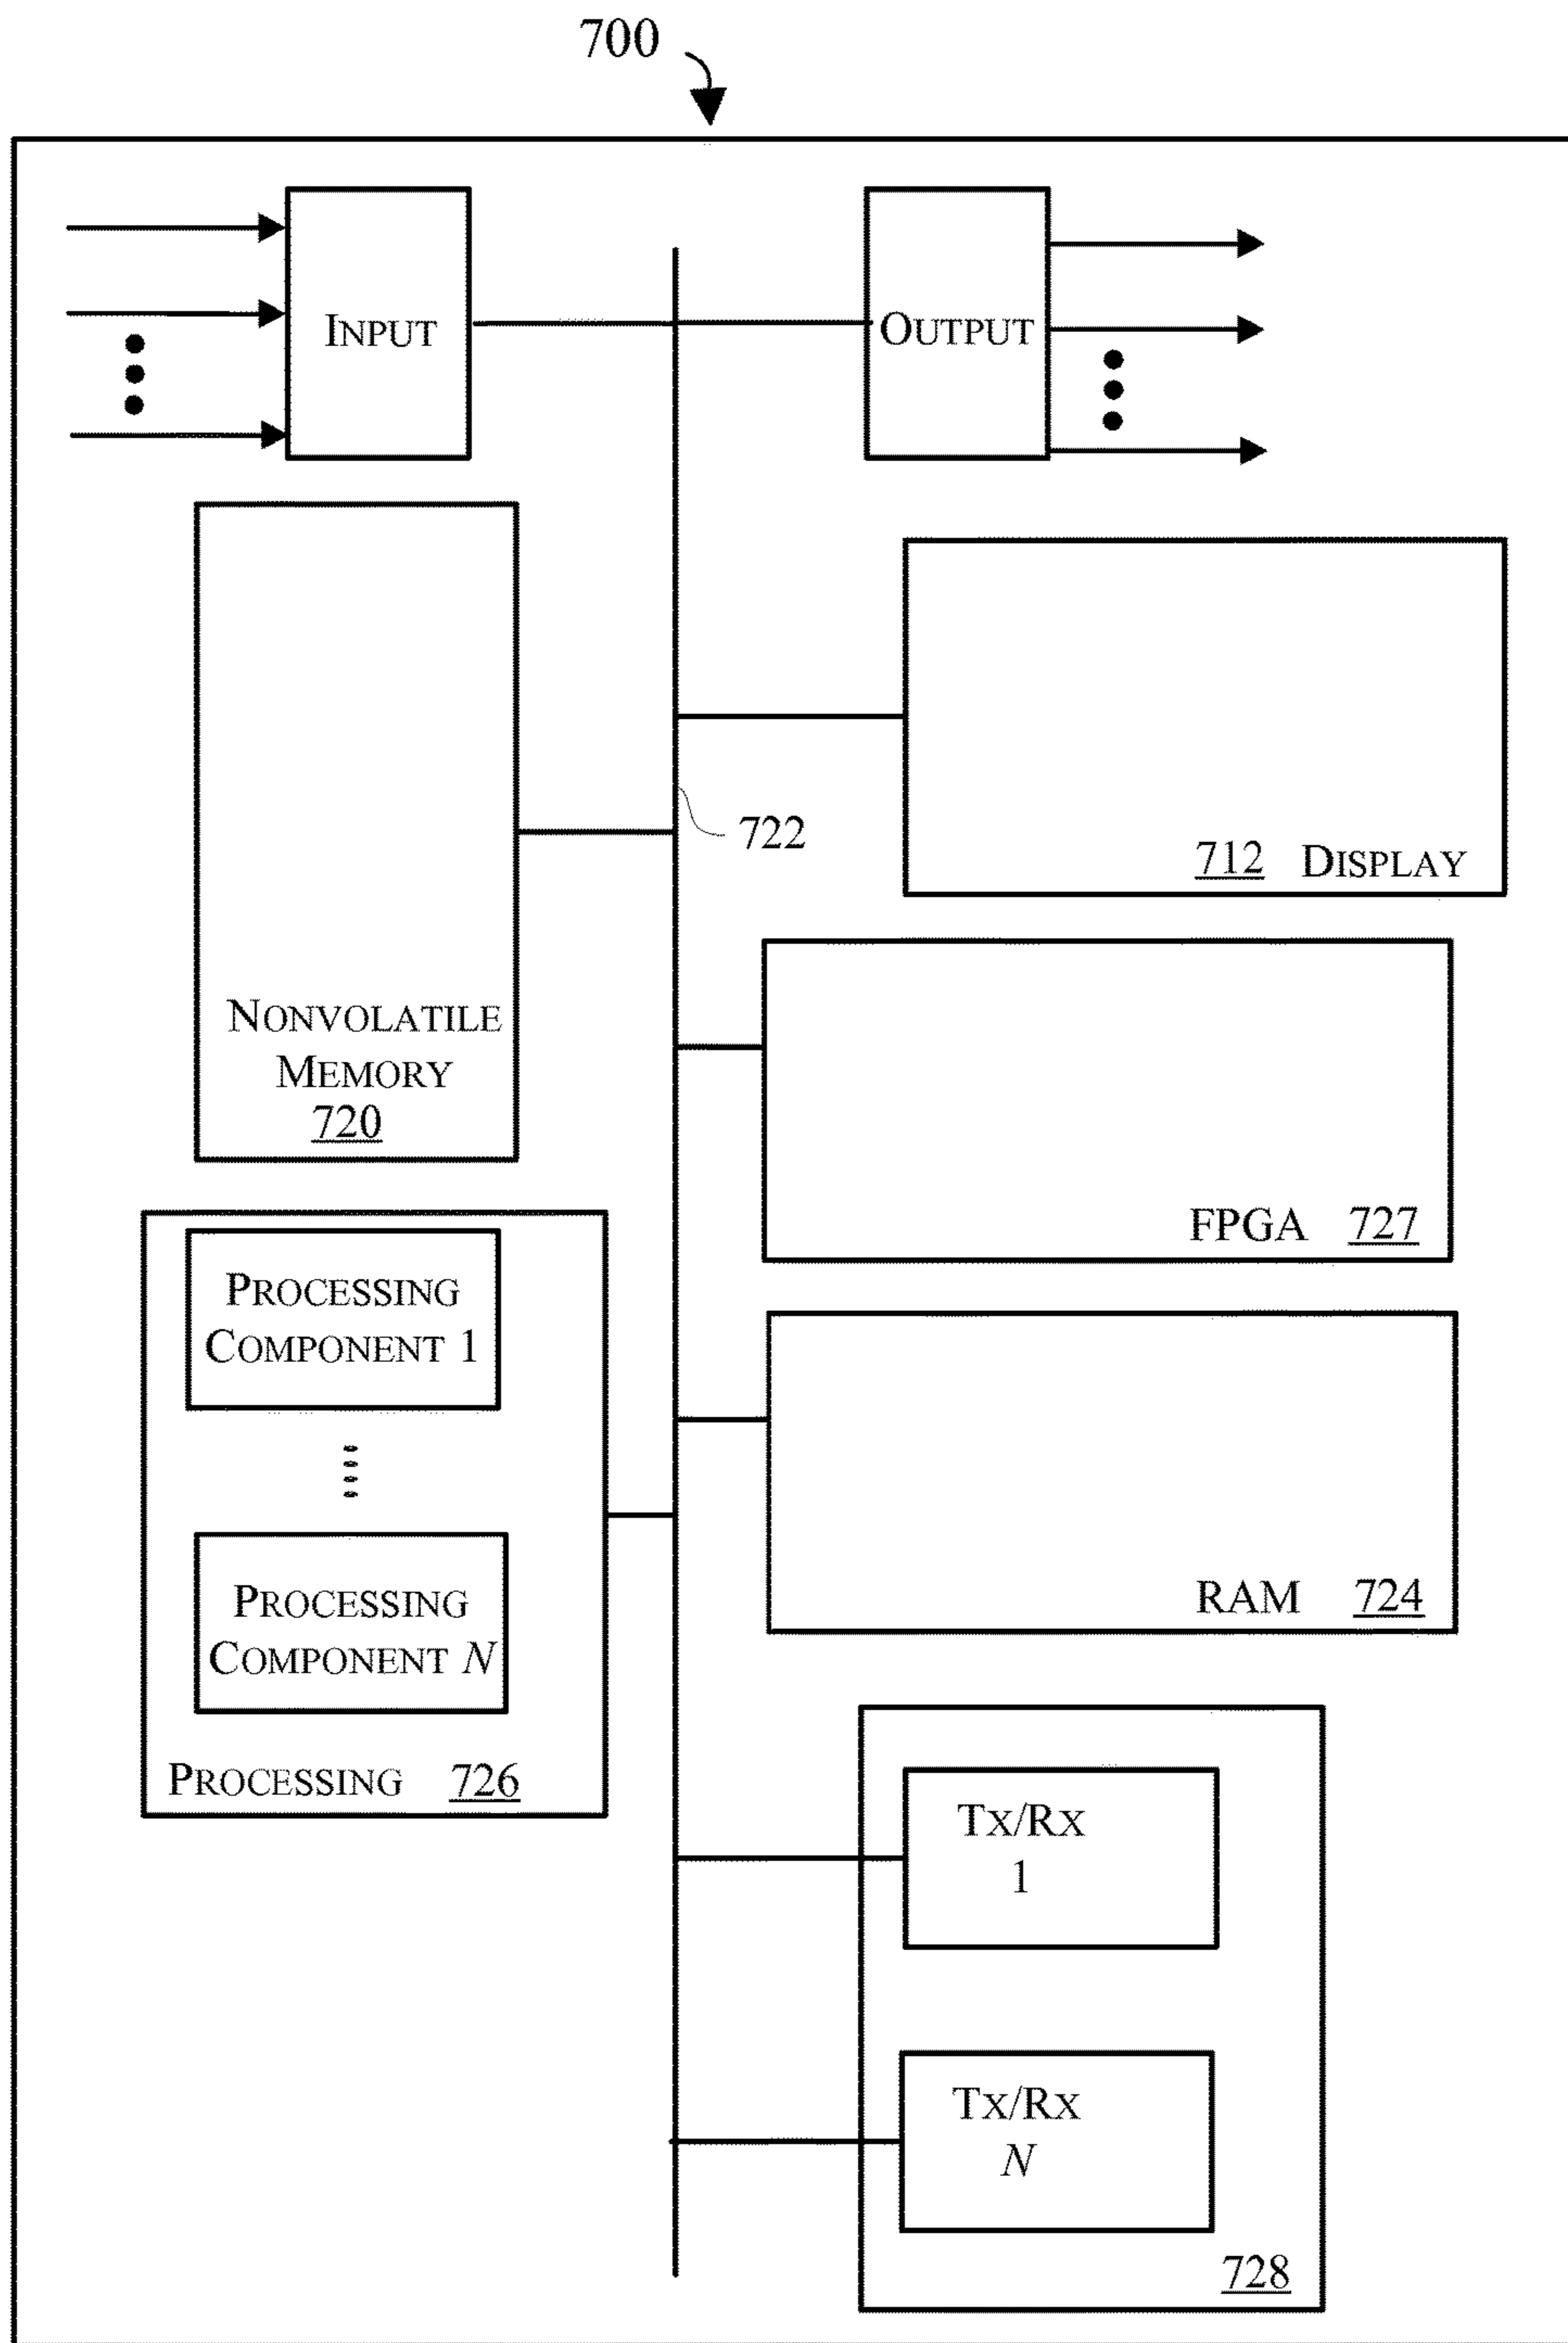 700
INPUT
OUTPUT
722
712 DISPLAY
NONVOLATILE
MEMORY
720
FPGA 727
PROCESSING
COMPONENT 1
PROCESSING
COMPONENT N
PROCESSING 726
RAM 724
TX/RX
1
TX/RX
N
728